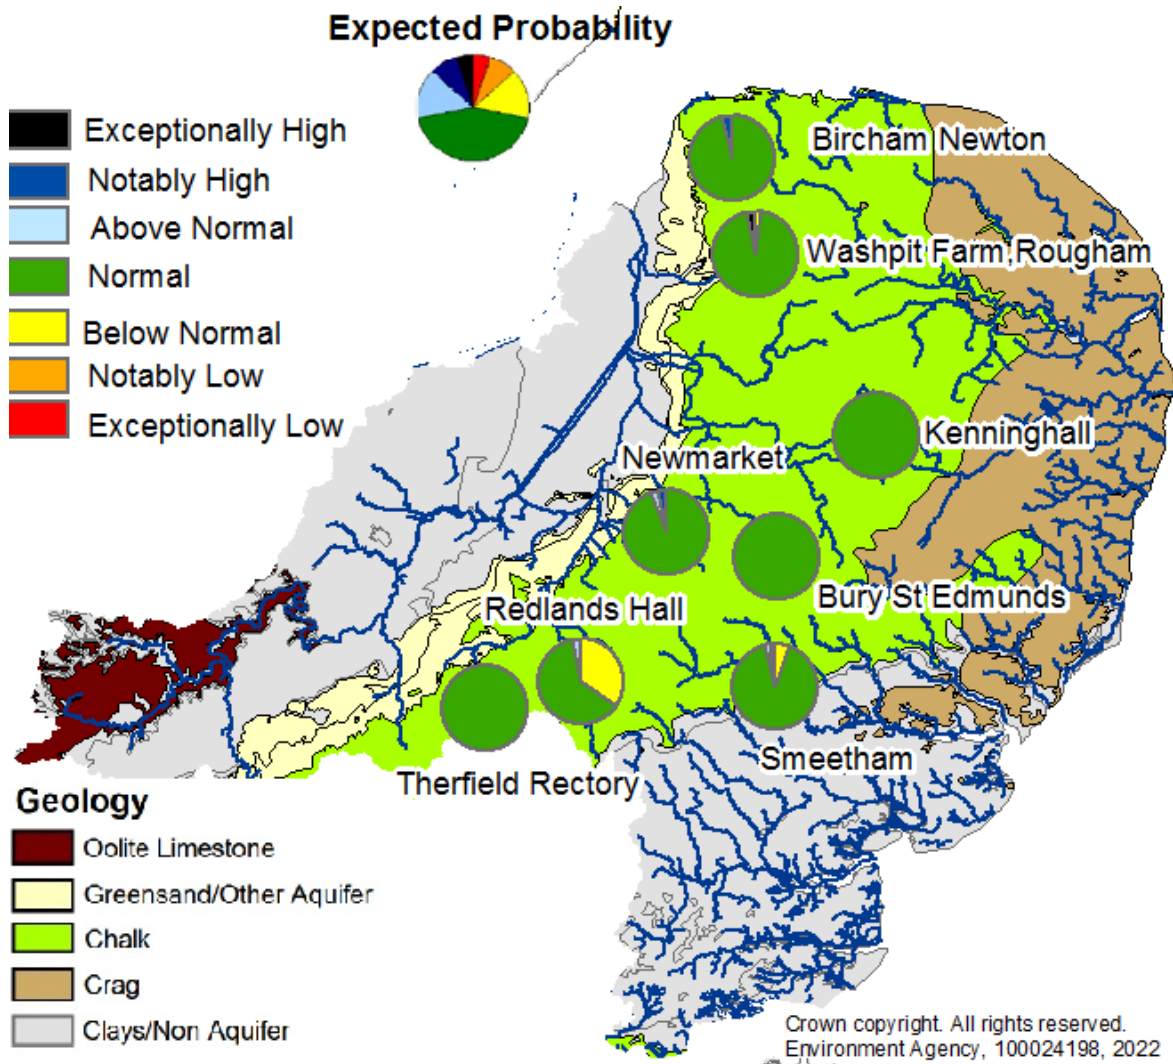 Expected Probability
Exceptionally High
Notably High
Above Normal
Normal
Below Normal
Notably Low
Exceptionally Low
Bircham Newton
Washpit Farm,Rougham
Kenninghall
Newmarket
Bury St Edmunds
Redlands Hall
Smeetham
Therfield Rectory
Geology
Oolite Limestone
Greensand/Other Aquifer
Chalk
Crag
Clays/Non Aquifer
Crown copyright. All rights reserved.
Environment Agency, 100024198, 2022